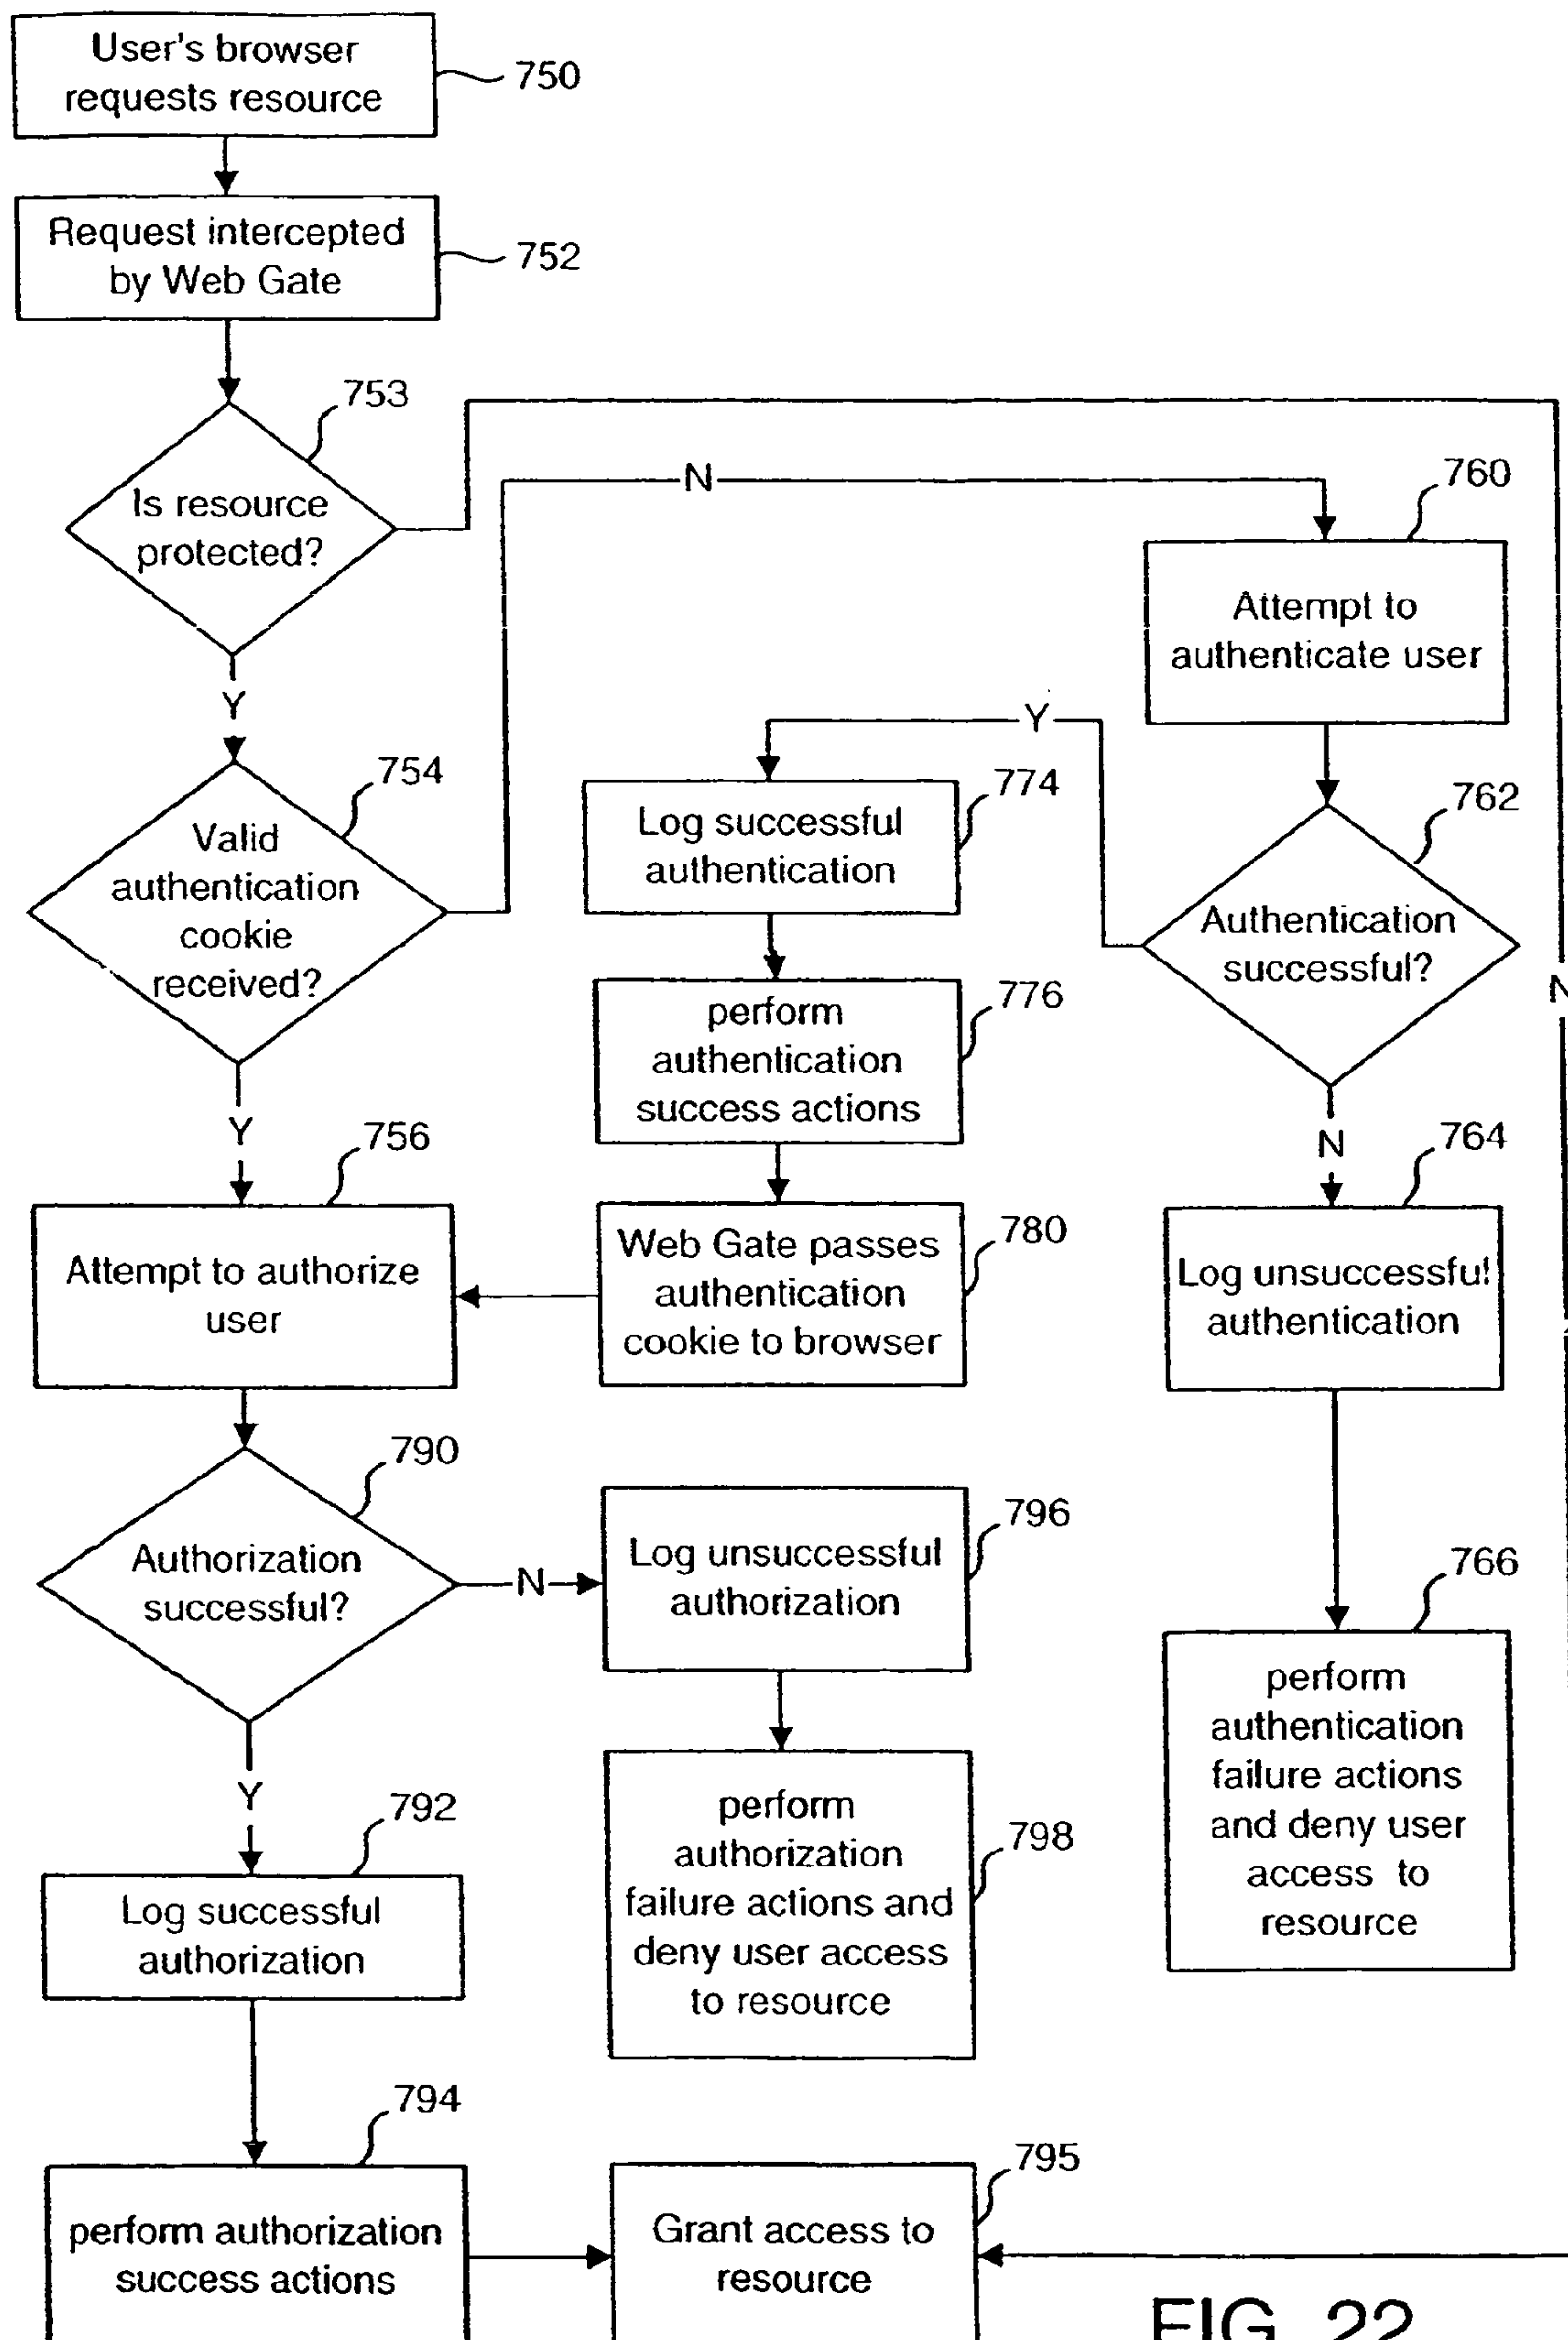 User's browser
requests resource
750
Request intercepted
by Web Gate
752
753
Is resource
protected?
N
760
Attempt to
authenticate user
Y
Y
754
Valid
authentication
cookie
received?
774
Log successful
authentication
762
Authentication
successful?
N
776
perform
authentication
success actions
Y
756
Attempt to authorize
user
780
Web Gate passes
authentication
cookie to browser
N
764
Log unsuccessful
authentication
790
Authorization
successful?
N
796
Log unsuccessful
authorization
766
perform
authentication
failure actions
and deny user
access to
resource
Y
792
Log successful
authorization
798
perform
authorization
failure actions and
deny user access
to resource
794
perform authorization
success actions
795
Grant access to
resource
FIG. 22